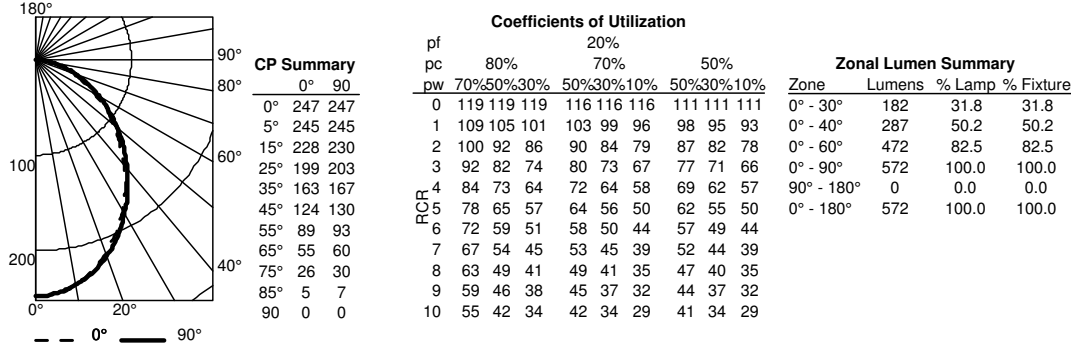 180°
90°
80°
60°
40°
100
200
0° 20°
0° 90°
CP Summary
0° 90
0° 247 247
5° 245 245
15° 228 230
25° 199 203
35° 163 167
45° 124 130
55° 89 93
65° 55 60
75° 26 30
85° 5 7
90 0 0
Coefficients of Utilization
pf 20%
pc 80% 70% 50%
pw 70%50%30% 50%30%10% 50%30%10%
RCR
0 119 119 119 116 116 116 111 111 111
1 109 105 101 103 99 96 98 95 93
2 100 92 86 90 84 79 87 82 78
3 92 82 74 80 73 67 77 71 66
4 84 73 64 72 64 58 69 62 57
5 78 65 57 64 56 50 62 55 50
6 72 59 51 58 50 44 57 49 44
7 67 54 45 53 45 39 52 44 39
8 63 49 41 49 41 35 47 40 35
9 59 46 38 45 37 32 44 37 32
10 55 42 34 42 34 29 41 34 29
Zonal Lumen Summary
Zone Lumens % Lamp % Fixture
0° - 30° 182 31.8 31.8
0° - 40° 287 50.2 50.2
0° - 60° 472 82.5 82.5
0° - 90° 572 100.0 100.0
90° - 180° 0 0.0 0.0
0° - 180° 572 100.0 100.0